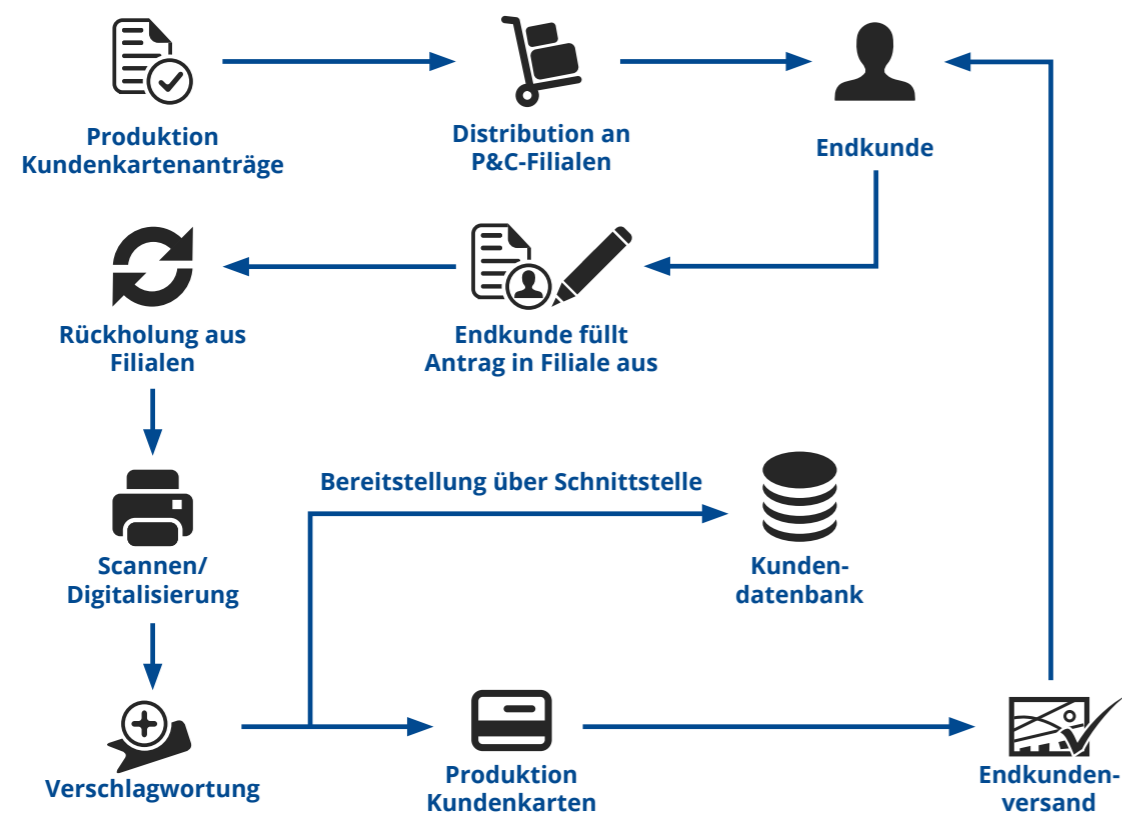 Produktion
Kundenkartenanträge
Distribution an
P&C-Filialen
Endkunde
Rückholung aus
Filialen
Endkunde füllt
Antrag in Filiale aus
Bereitstellung über Schnittstelle
Scannen/
Digitalisierung
Kunden-
datenbank
Verschlagwortung
Produktion
Kundenkarten
Endkunden-
versand